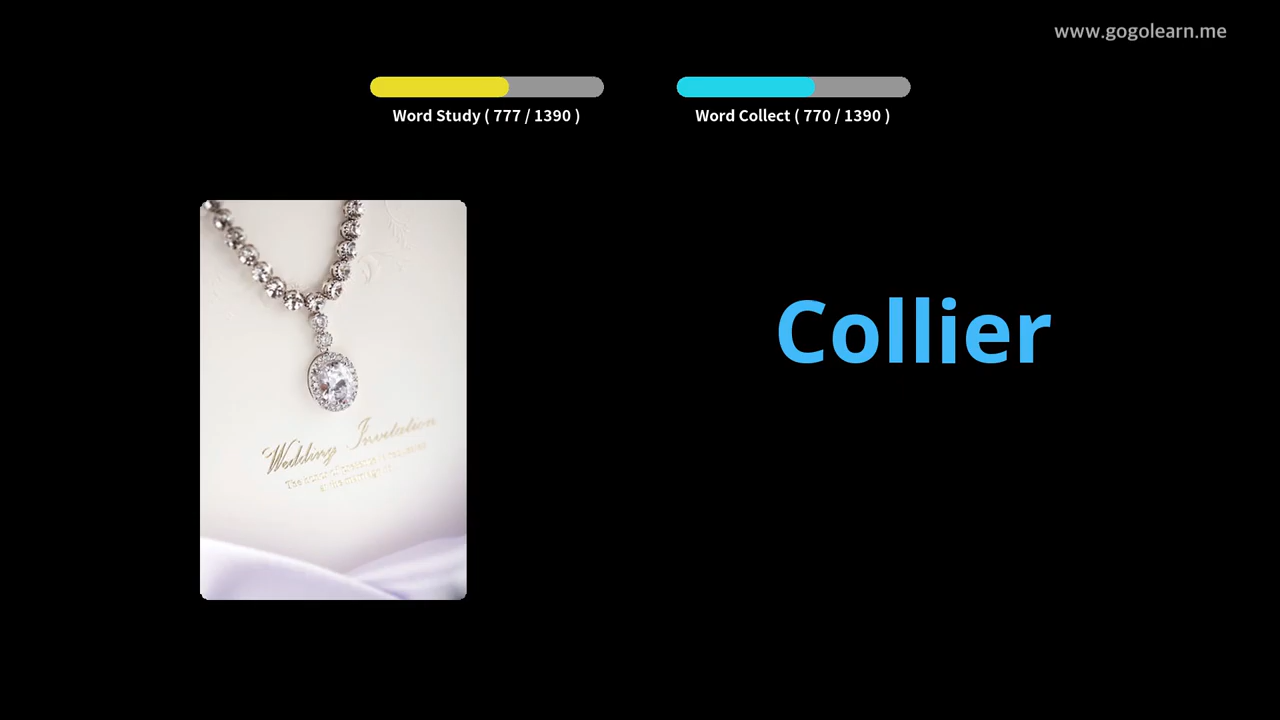 www.gogolearn.me
Word Study ( 777 / 1390 )
Word Collect ( 770 / 1390 )
Collier
Wedding Invitation